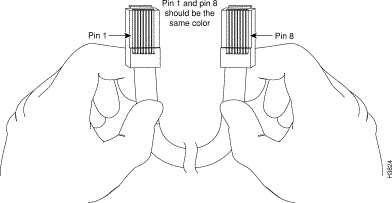 Pin 1 and pin 8
should be the
same color
Pin 1
Pin 8
H3824